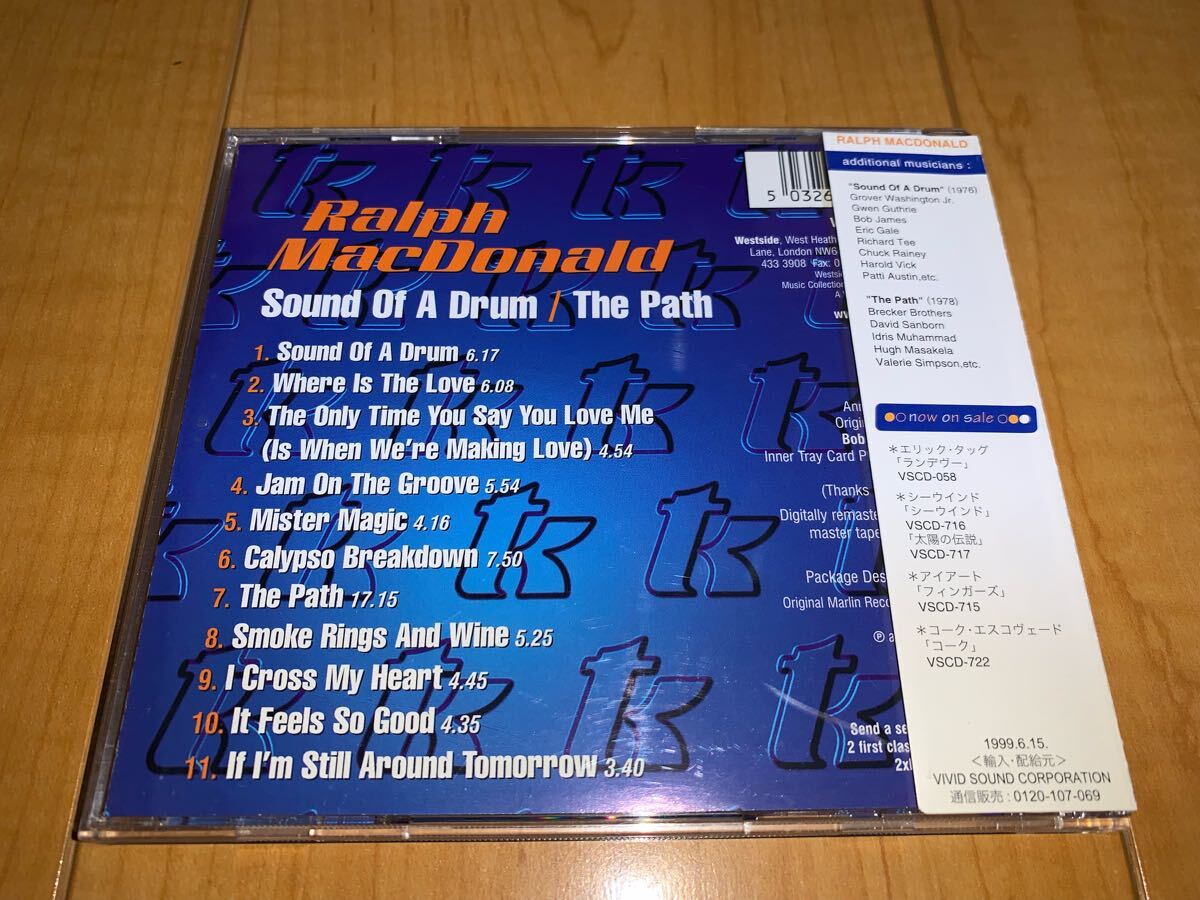 Ralph
MacDonald
Sound Of A Drum / The Path
1. Sound Of A Drum 6.17
2. Where Is The Love 6.08
3. The Only Time You Say You Love Me
(Is When We're Making Love) 4.54
4. Jam On The Groove 5.54
5. Mister Magic 4.16
6. Calypso Breakdown 7.50
7. The Path 17.15
8. Smoke Rings And Wine 5.25
9. I Cross My Heart 4.45
10. It Feels So Good 4.35
11. If I'm Still Around Tomorrow 3.40
5 0326
Westside, West Heath
Lane, London NW6
433 3908 Fax: 0
Music Collection
Bob
Inner Tray Card P
(Thanks
Digitally remaste
master tape
Package Des
Original Marlin Reco
Send a se
2 first clas
RALPH MACDONALD
additional musicians :
"Sound Of A Drum" (1976)
Grover Washington Jr.
Gwen Guthrie
Bob James
Eric Gale
Richard Tee
Chuck Rainey
Harold Vick
Patti Austin,etc.
"The Path" (1978)
Brecker Brothers
David Sanborn
Idris Muhammad
Hugh Masakela
Valerie Simpson,etc.
now on sale
＊エリック・タッグ
「ランデヴー」
VSCD-058
＊シーウインド
「シーウインド」
VSCD-716
「太陽の伝説」
VSCD-717
＊アイアート
「フィンガーズ」
VSCD-715
＊コーク・エスコヴェード
「コーク」
VSCD-722
1999.6.15.
＜輸入・配給元＞
VIVID SOUND CORPORATION
通信販売：0120-107-069